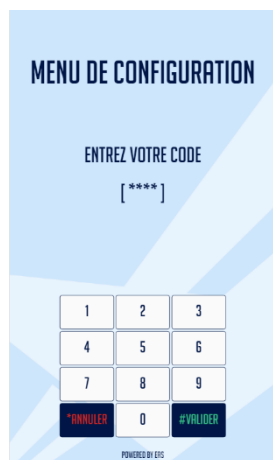 MENU DE CONFIGURATION
ENTREZ VOTRE CODE
[****]
1 2 3
4 5 6
7 8 9
*ANNULER 0 #VALIDER
POWERED BY ERS